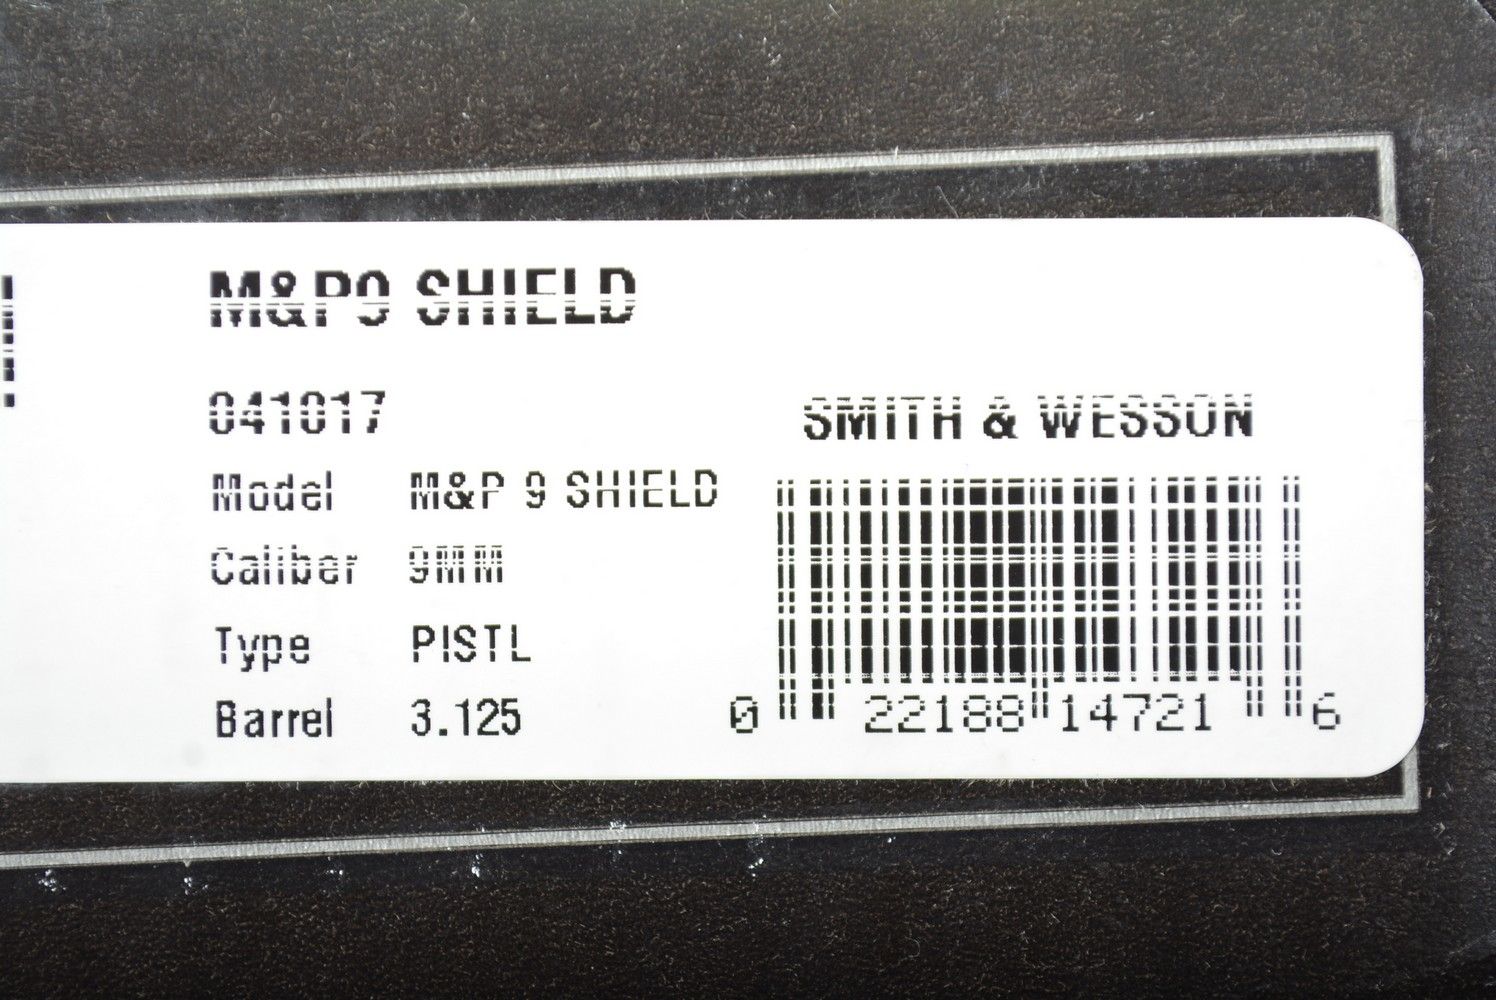 M&P9 SHIELD
041017
SMITH & WESSON
Model M&P 9 SHIELD
Caliber 9MM
Type PISTL
Barrel 3.125
0 22188 14721 6